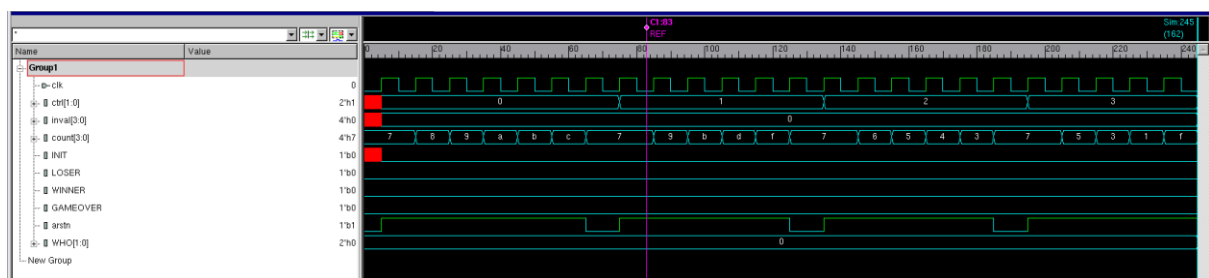 C1:83
REF
Sim:245
(162)
*
Name Value
0 20 40 60 80 100 120 140 160 180 200 220 240
Group1
clk 0
ctrl[1:0] 2'h1 0 1 2 3
inval[3:0] 4'h0 0
count[3:0] 4'h7 7 8 9 a b c 7 9 b d f 7 6 5 4 3 7 5 3 1 f
INIT 1'b0
LOSER 1'b0
WINNER 1'b0
GAMEOVER 1'b0
arstn 1'b1
WHO[1:0] 2'h0 0
New Group